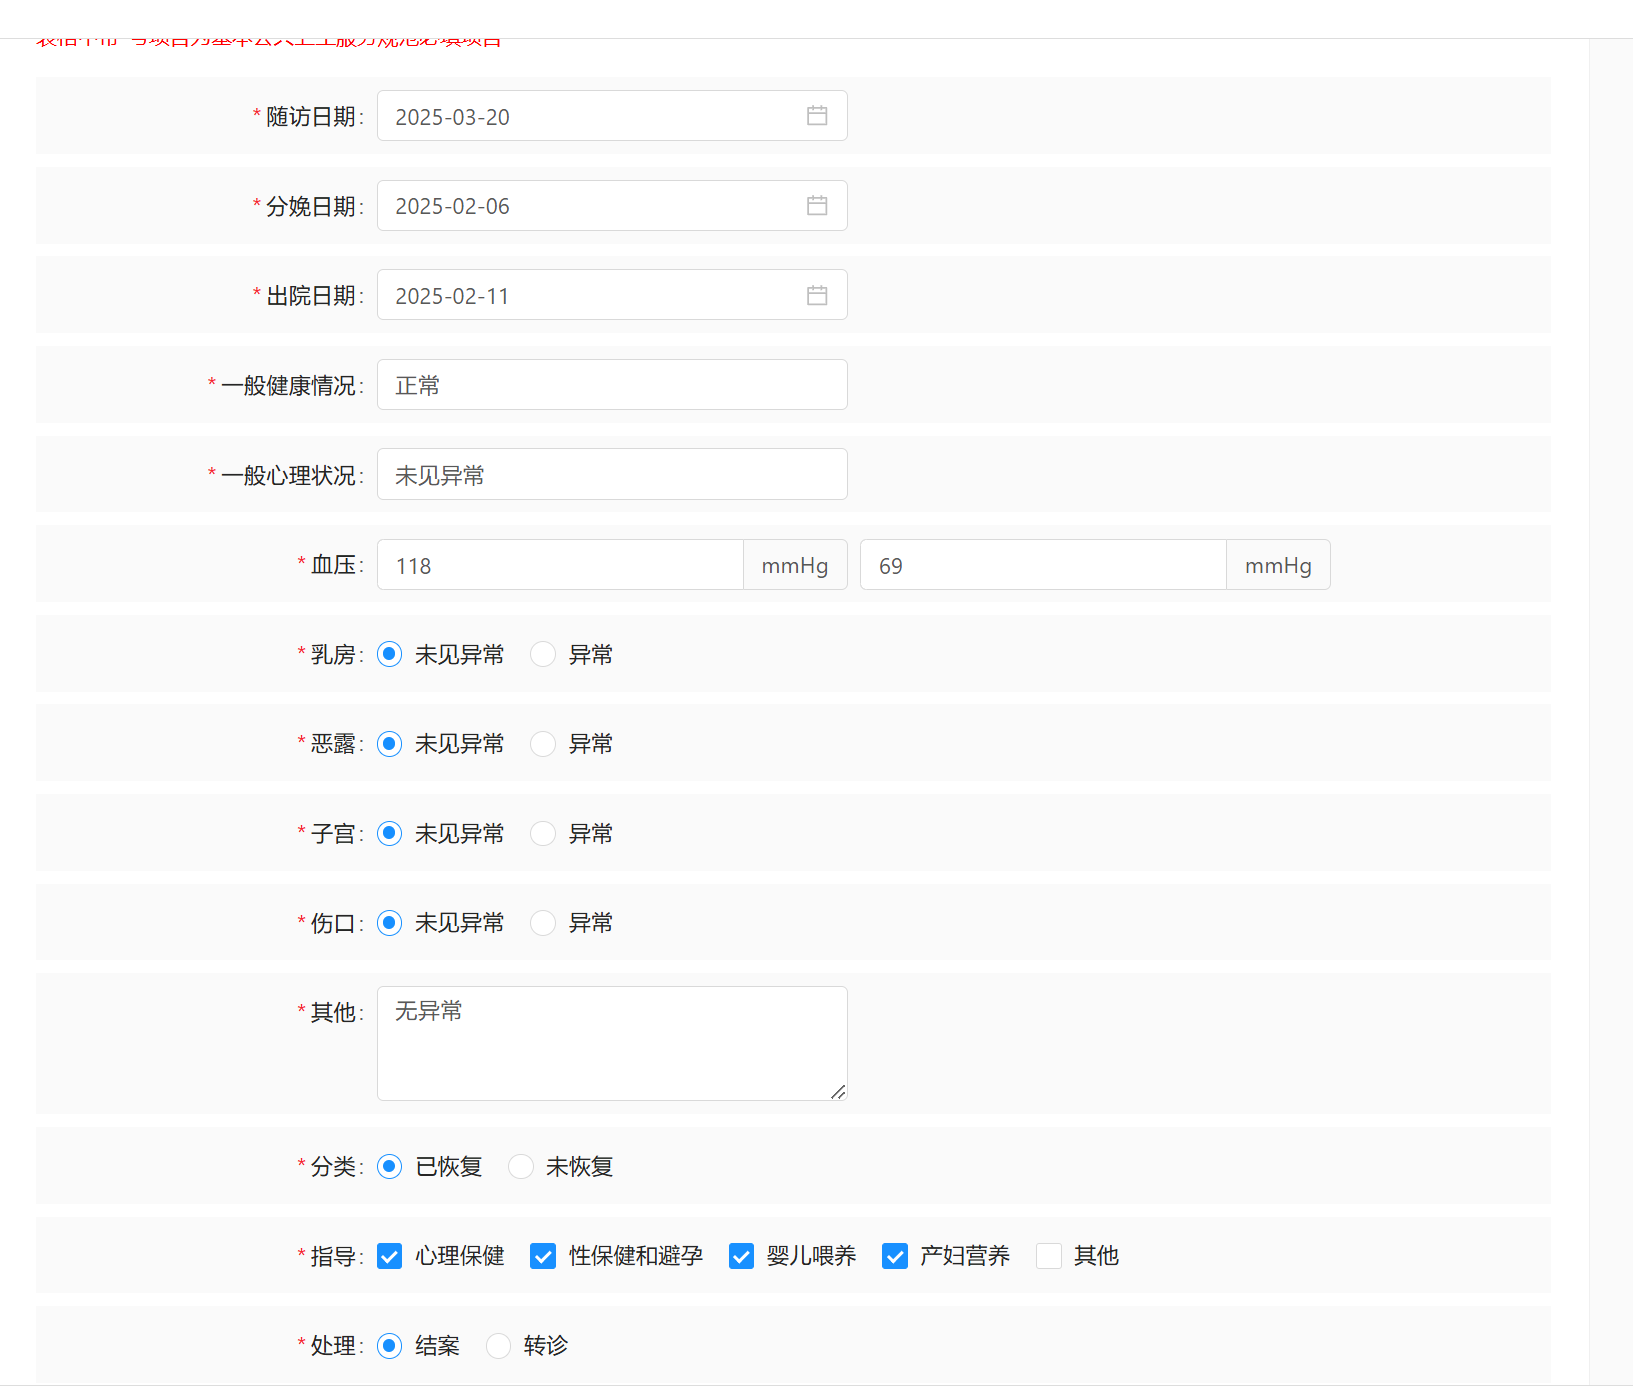 * 随访日期: 2025-03-20
* 分娩日期: 2025-02-06
* 出院日期: 2025-02-11
* 一般健康情况: 正常
* 一般心理状况: 未见异常
* 血压: 118 mmHg 69 mmHg
* 乳房: 未见异常 异常
* 恶露: 未见异常 异常
* 子宫: 未见异常 异常
* 伤口: 未见异常 异常
* 其他: 无异常
* 分类: 已恢复 未恢复
* 指导: 心理保健 性保健和避孕 婴儿喂养 产妇营养 其他
* 处理: 结案 转诊